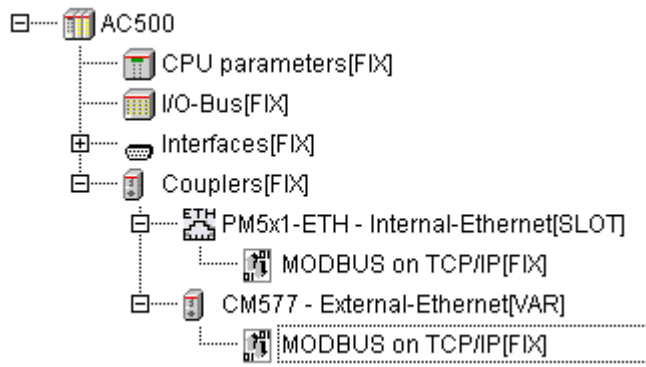 AC500
CPU parameters[FIX]
I/O-Bus[FIX]
Interfaces[FIX]
Couplers[FIX]
ETH PM5x1-ETH - Internal-Ethernet[SLOT]
MODBUS on TCP/IP[FIX]
CM577 - External-Ethernet[VAR]
MODBUS on TCP/IP[FIX]